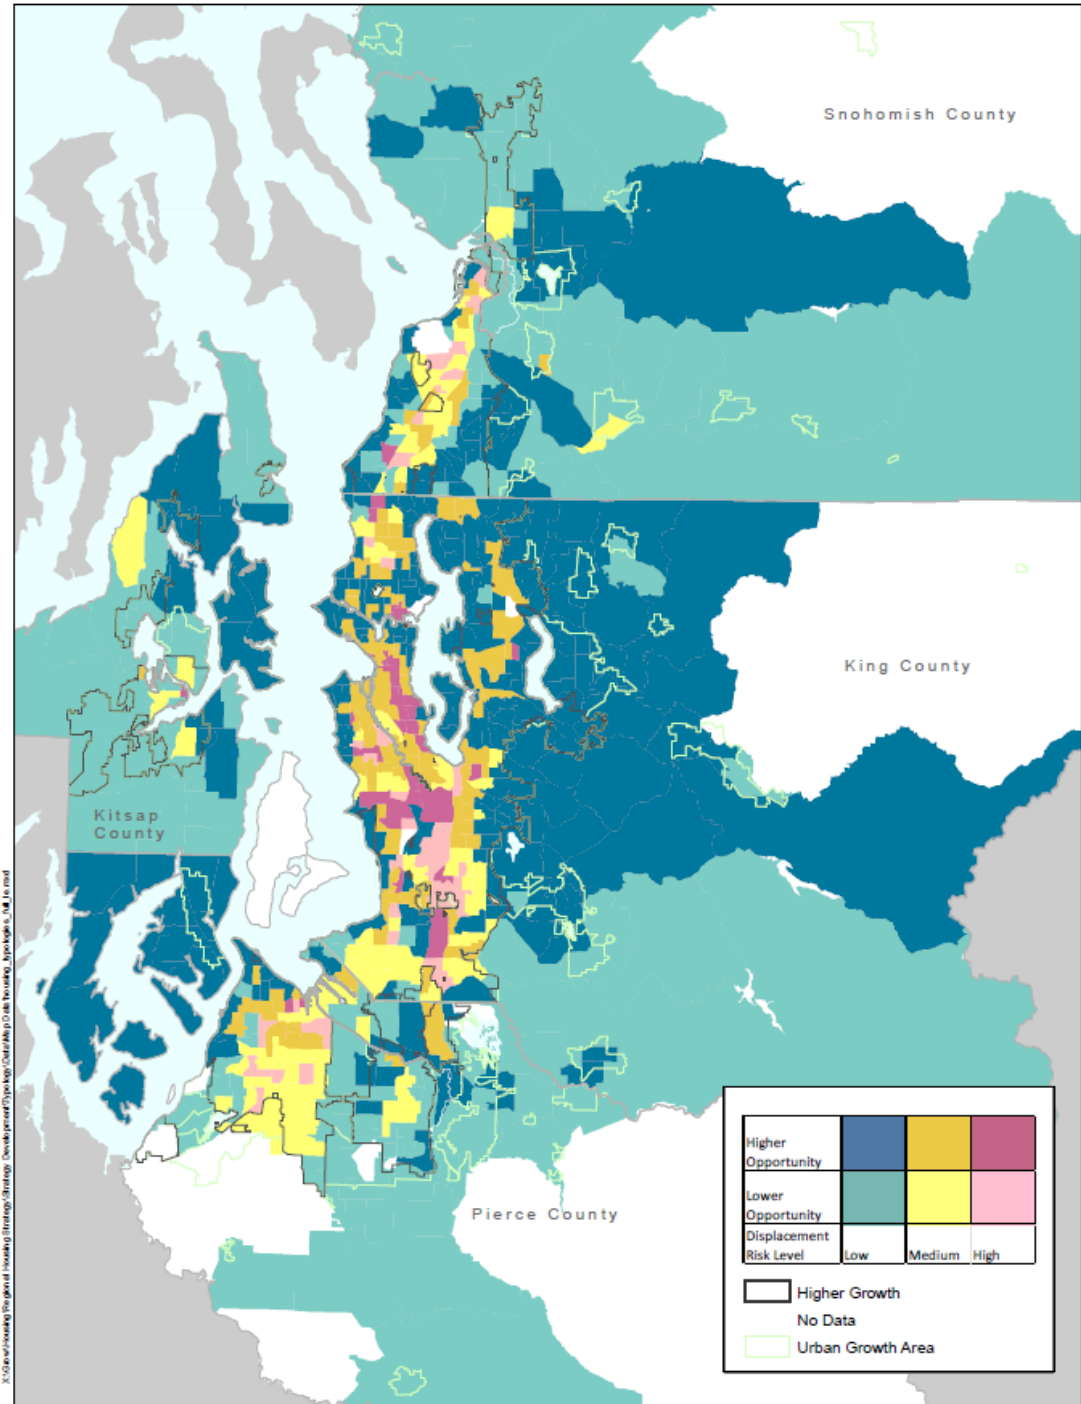 Snohomish County
King County
Kitsap
County
Pierce County
Higher
Opportunity
Lower
Opportunity
Displacement
Risk Level
Low
Medium
High
Higher Growth
No Data
Urban Growth Area